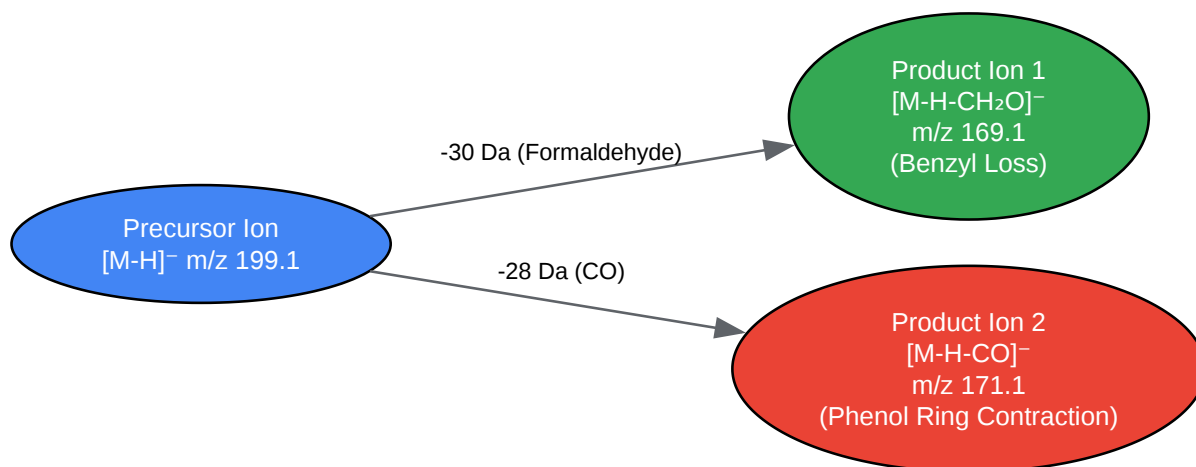 Precursor Ion
[M-H]⁻ m/z 199.1
-30 Da (Formaldehyde)
-28 Da (CO)
Product Ion 1
[M-H-CH₂O]⁻
m/z 169.1
(Benzyl Loss)
Product Ion 2
[M-H-CO]⁻
m/z 171.1
(Phenol Ring Contraction)